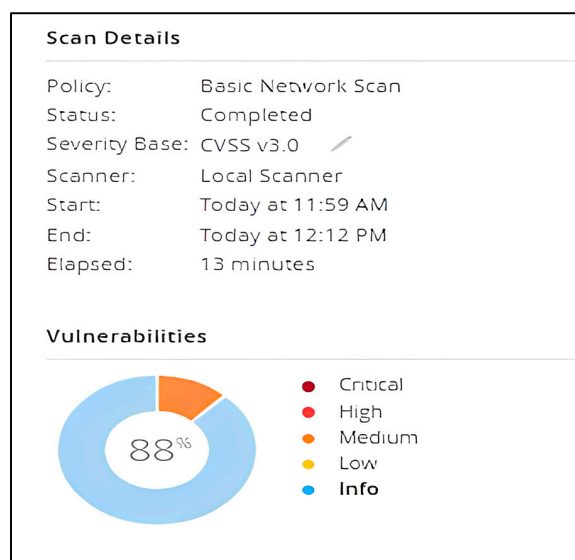 Scan Details
Policy: Basic Network Scan
Status: Completed
Severity Base: CVSS v3.0
Scanner: Local Scanner
Start: Today at 11:59 AM
End: Today at 12:12 PM
Elapsed: 13 minutes
Vulnerabilities
88%
Critical
High
Medium
Low
Info